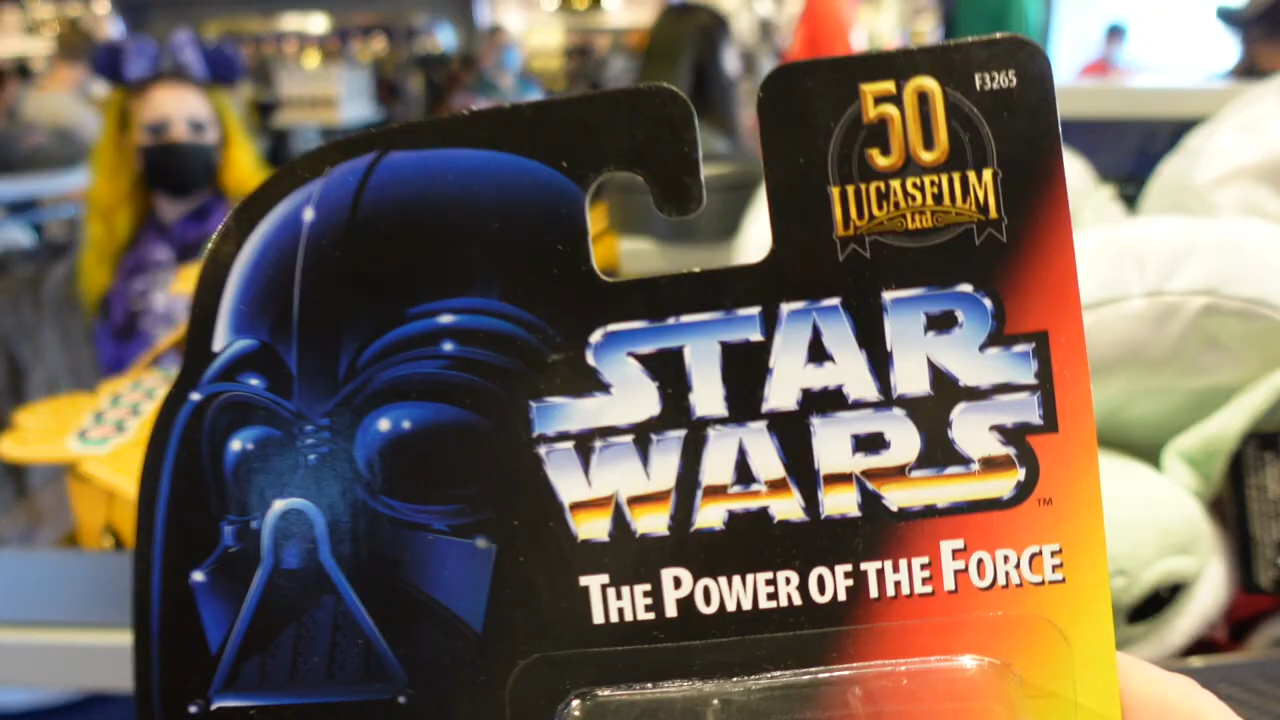 F3265
50
LUCASFILM
Ltd
STAR
WARS
™
THE POWER OF THE FORCE